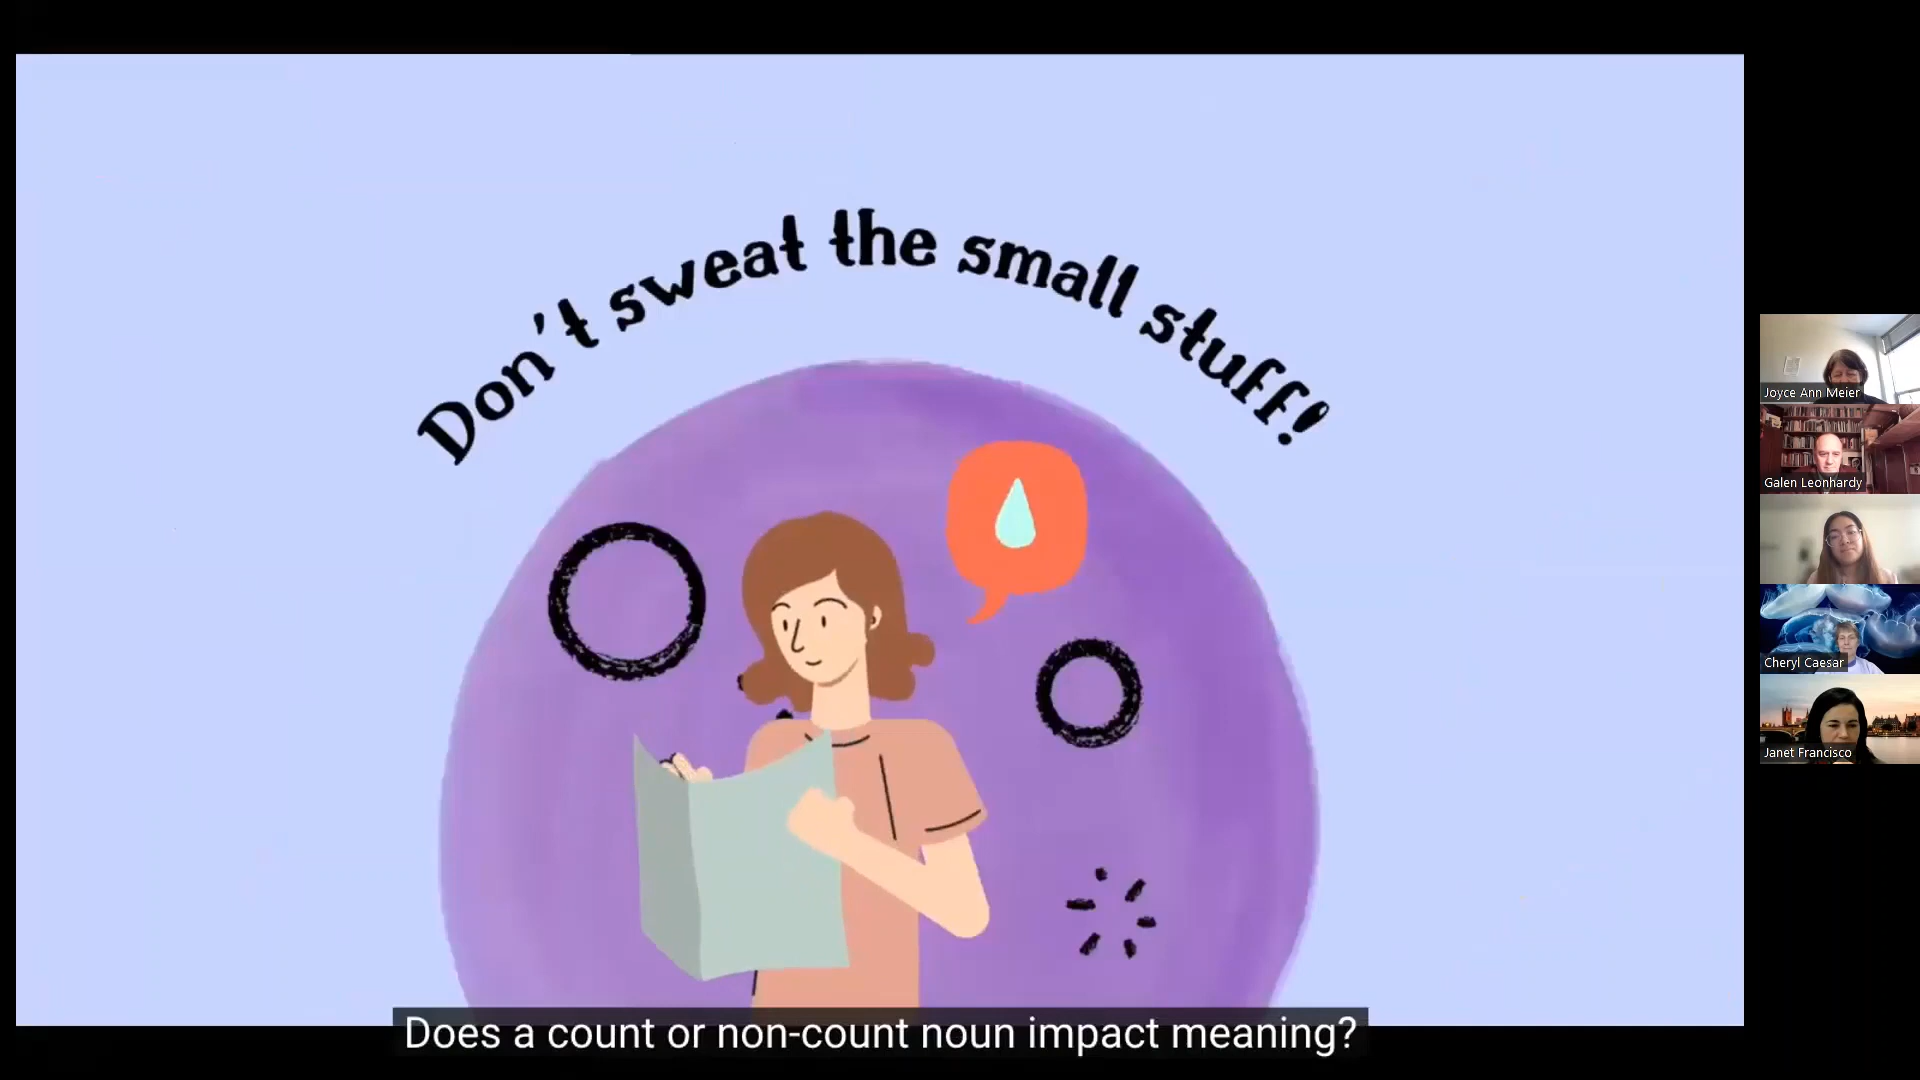 Don't sweat the small stuff!
Joyce Ann Meier
Galen Leonhardy
Cheryl Caesar
Janet Francisco
Does a count or non-count noun impact meaning?